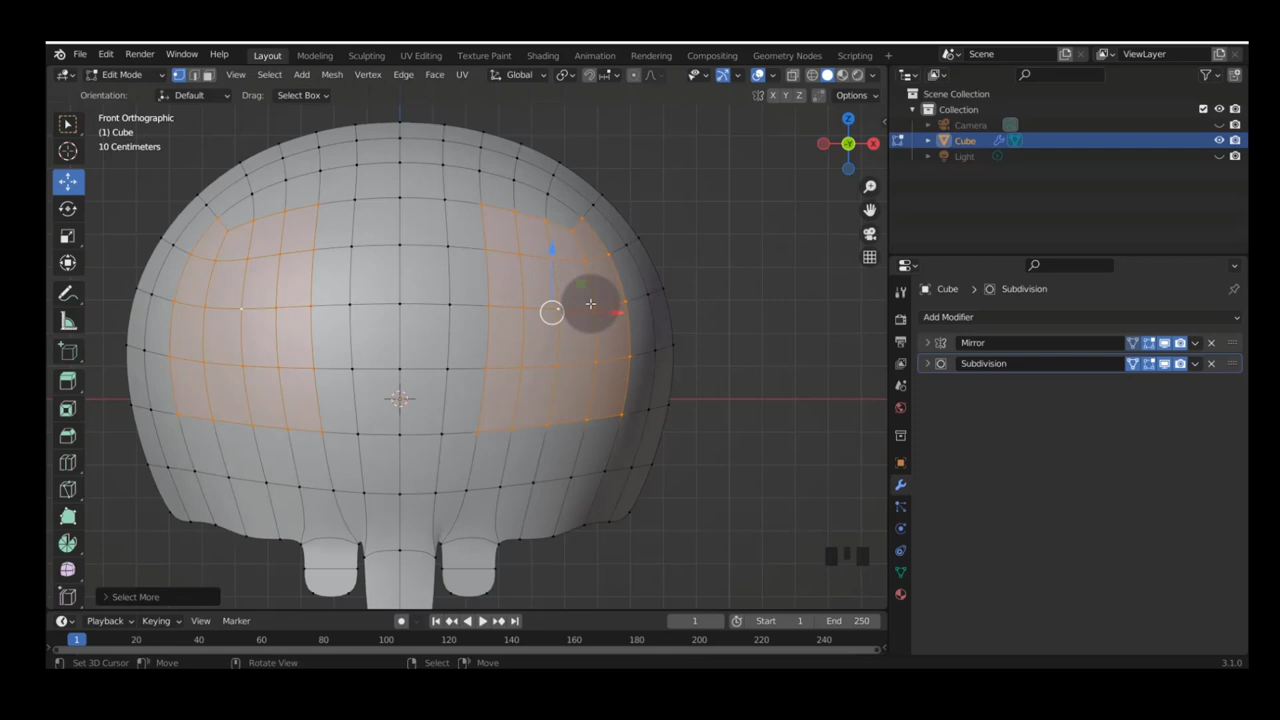 File Edit Render Window Help Layout Modeling Sculpting UV Editing Texture Paint Shading Animation Rendering Compositing Geometry Nodes Scripting + Scene ViewLayer
Edit Mode View Select Add Mesh Vertex Edge Face UV Global
Orientation: Default Drag: Select Box X Y Z Options
Front Orthographic
(1) Cube
10 Centimeters
Z
-Y X
Select More
Scene Collection
Collection
Camera
Cube
Light
Cube > Subdivision
Add Modifier
Mirror
Subdivision
Playback Keying View Marker 1 Start 1 End 250
1 20 40 60 80 100 120 140 160 180 200 220 240
Set 3D Cursor Move Rotate View Select Move 3.1.0